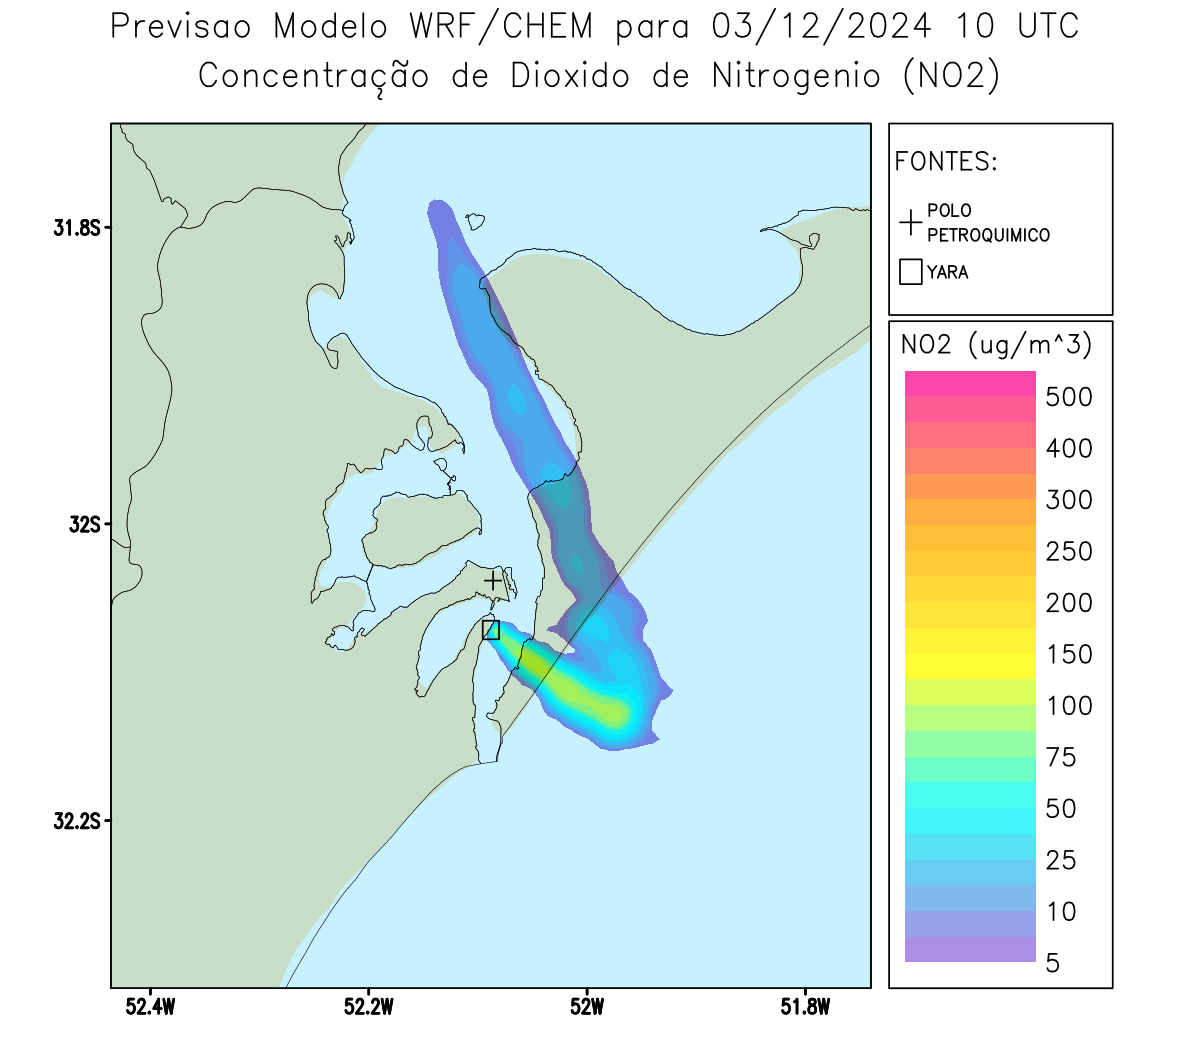 Previsao Modelo WRF/CHEM para 03/12/2024 10 UTC
Concentração de Dioxido de Nitrogenio (NO2)
FONTES:
POLO
PETROQUIMICO
YARA
NO2 (ug/m^3)
500
400
300
250
200
150
100
75
50
25
10
5
31.8S
32S
32.2S
52.4W
52.2W
52W
51.8W